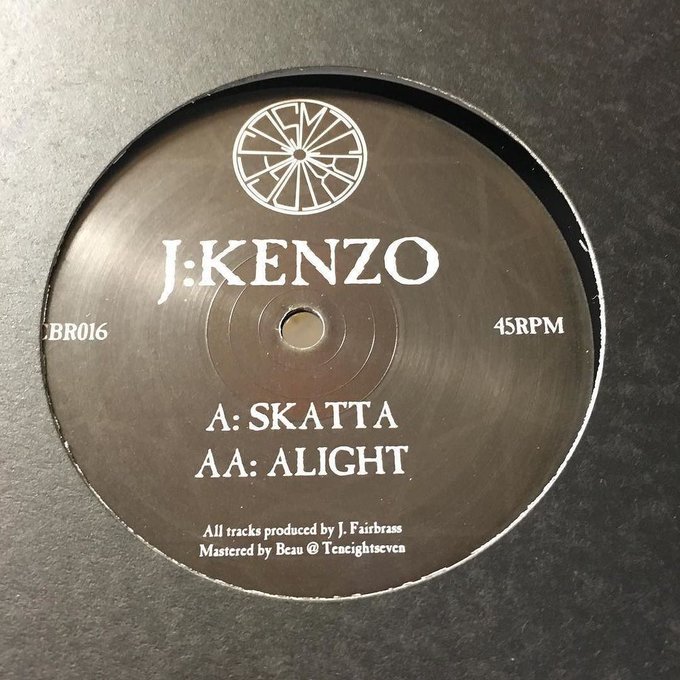 J:KENZO
CBR016
45RPM
A: SKATTA
AA: ALIGHT
All tracks produced by J. Fairbrass
Mastered by Beau @ Teneightseven